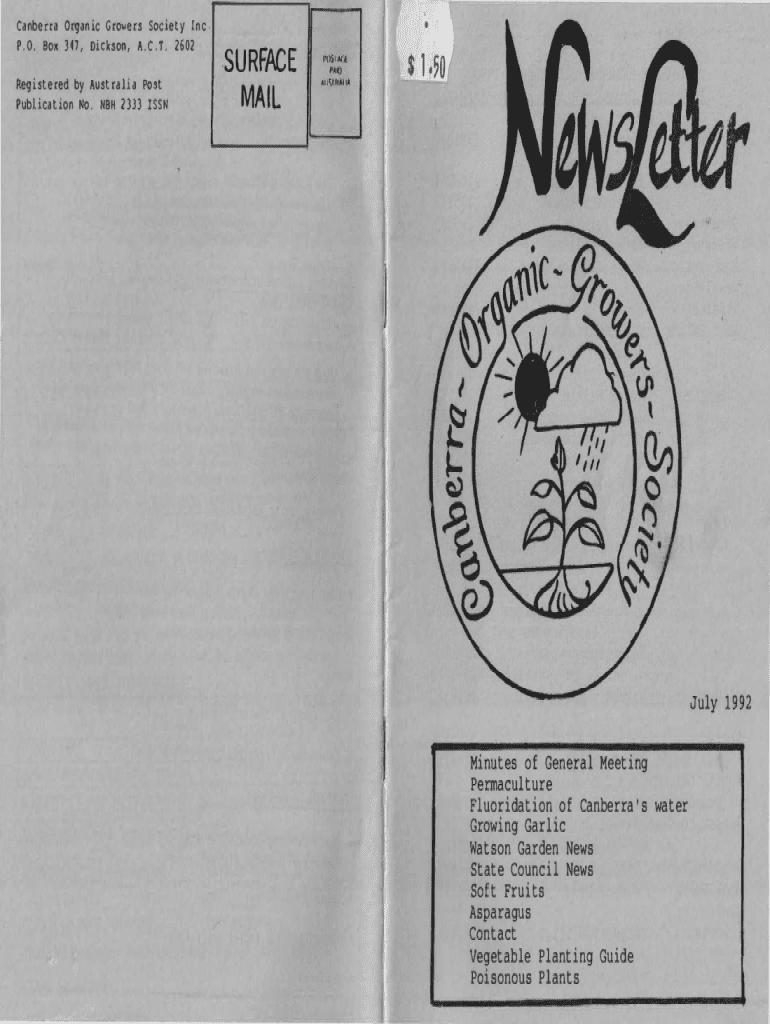 Canberra Organic Growers Society Inc
P.O. Box 347, Dickson, A.C.T. 2602
Registered by Australia Post
Publication No. NBH 2333 ISSN
SURFACE
MAIL
POSTAGE
PAID
AUSTRALIA
$1.50
NewsLetter
Canberra - Organic - Growers - Society
July 1992
Minutes of General Meeting
Permaculture
Fluoridation of Canberra's water
Growing Garlic
Watson Garden News
State Council News
Soft Fruits
Asparagus
Contact
Vegetable Planting Guide
Poisonous Plants